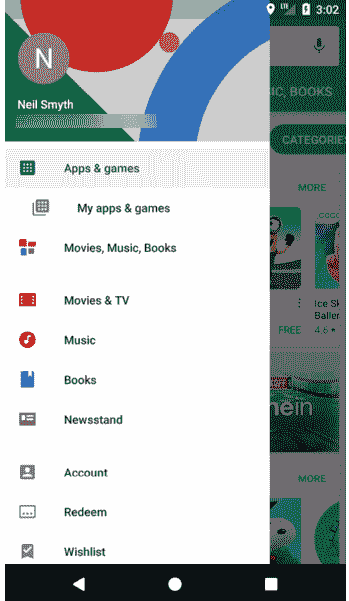 3:02
N
Neil Smyth
IC, BOOKS
Apps & games
CATEGORIE
My apps & games
MORE
Movies, Music, Books
Movies & TV
Ice Sk
Baller
Music
FREE
4.6
Books
Newsstand
hein
Account
MORE
Redeem
Wishlist